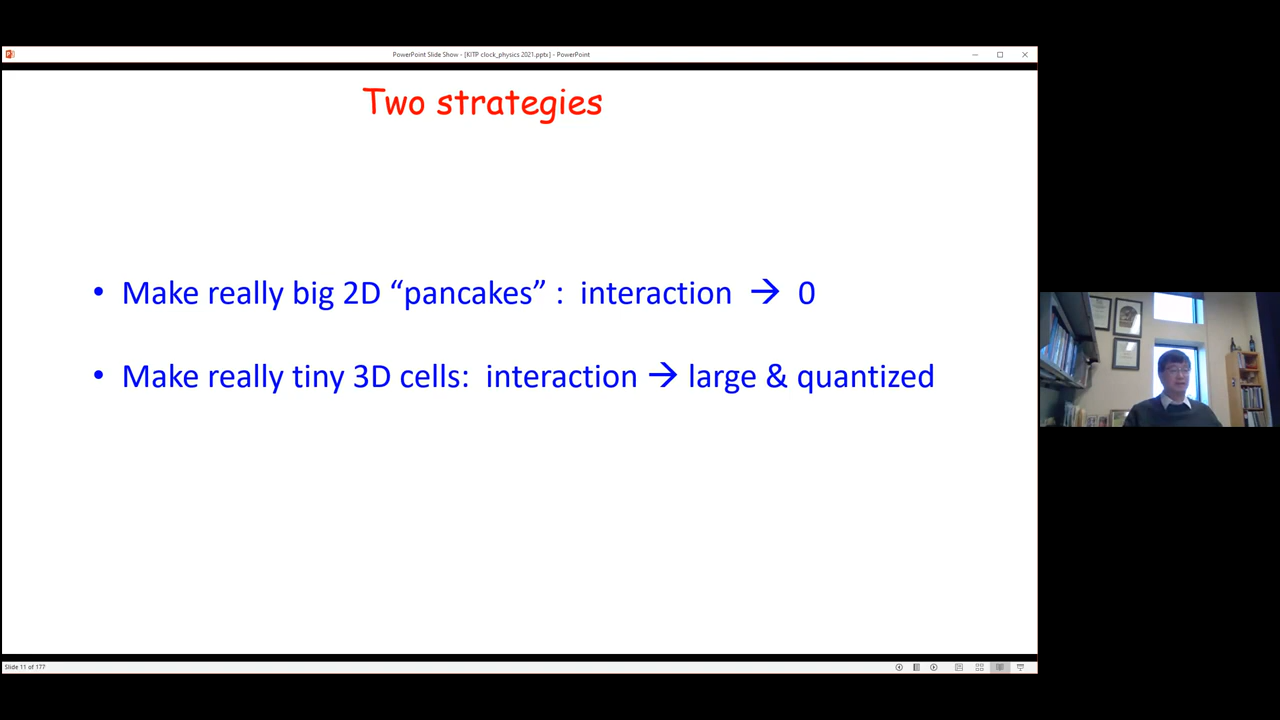 PowerPoint Slide Show - [KITP clock_physics 2021.pptx] - PowerPoint
Two strategies
• Make really big 2D “pancakes” : interaction → 0
• Make really tiny 3D cells: interaction → large & quantized
Slide 11 of 177